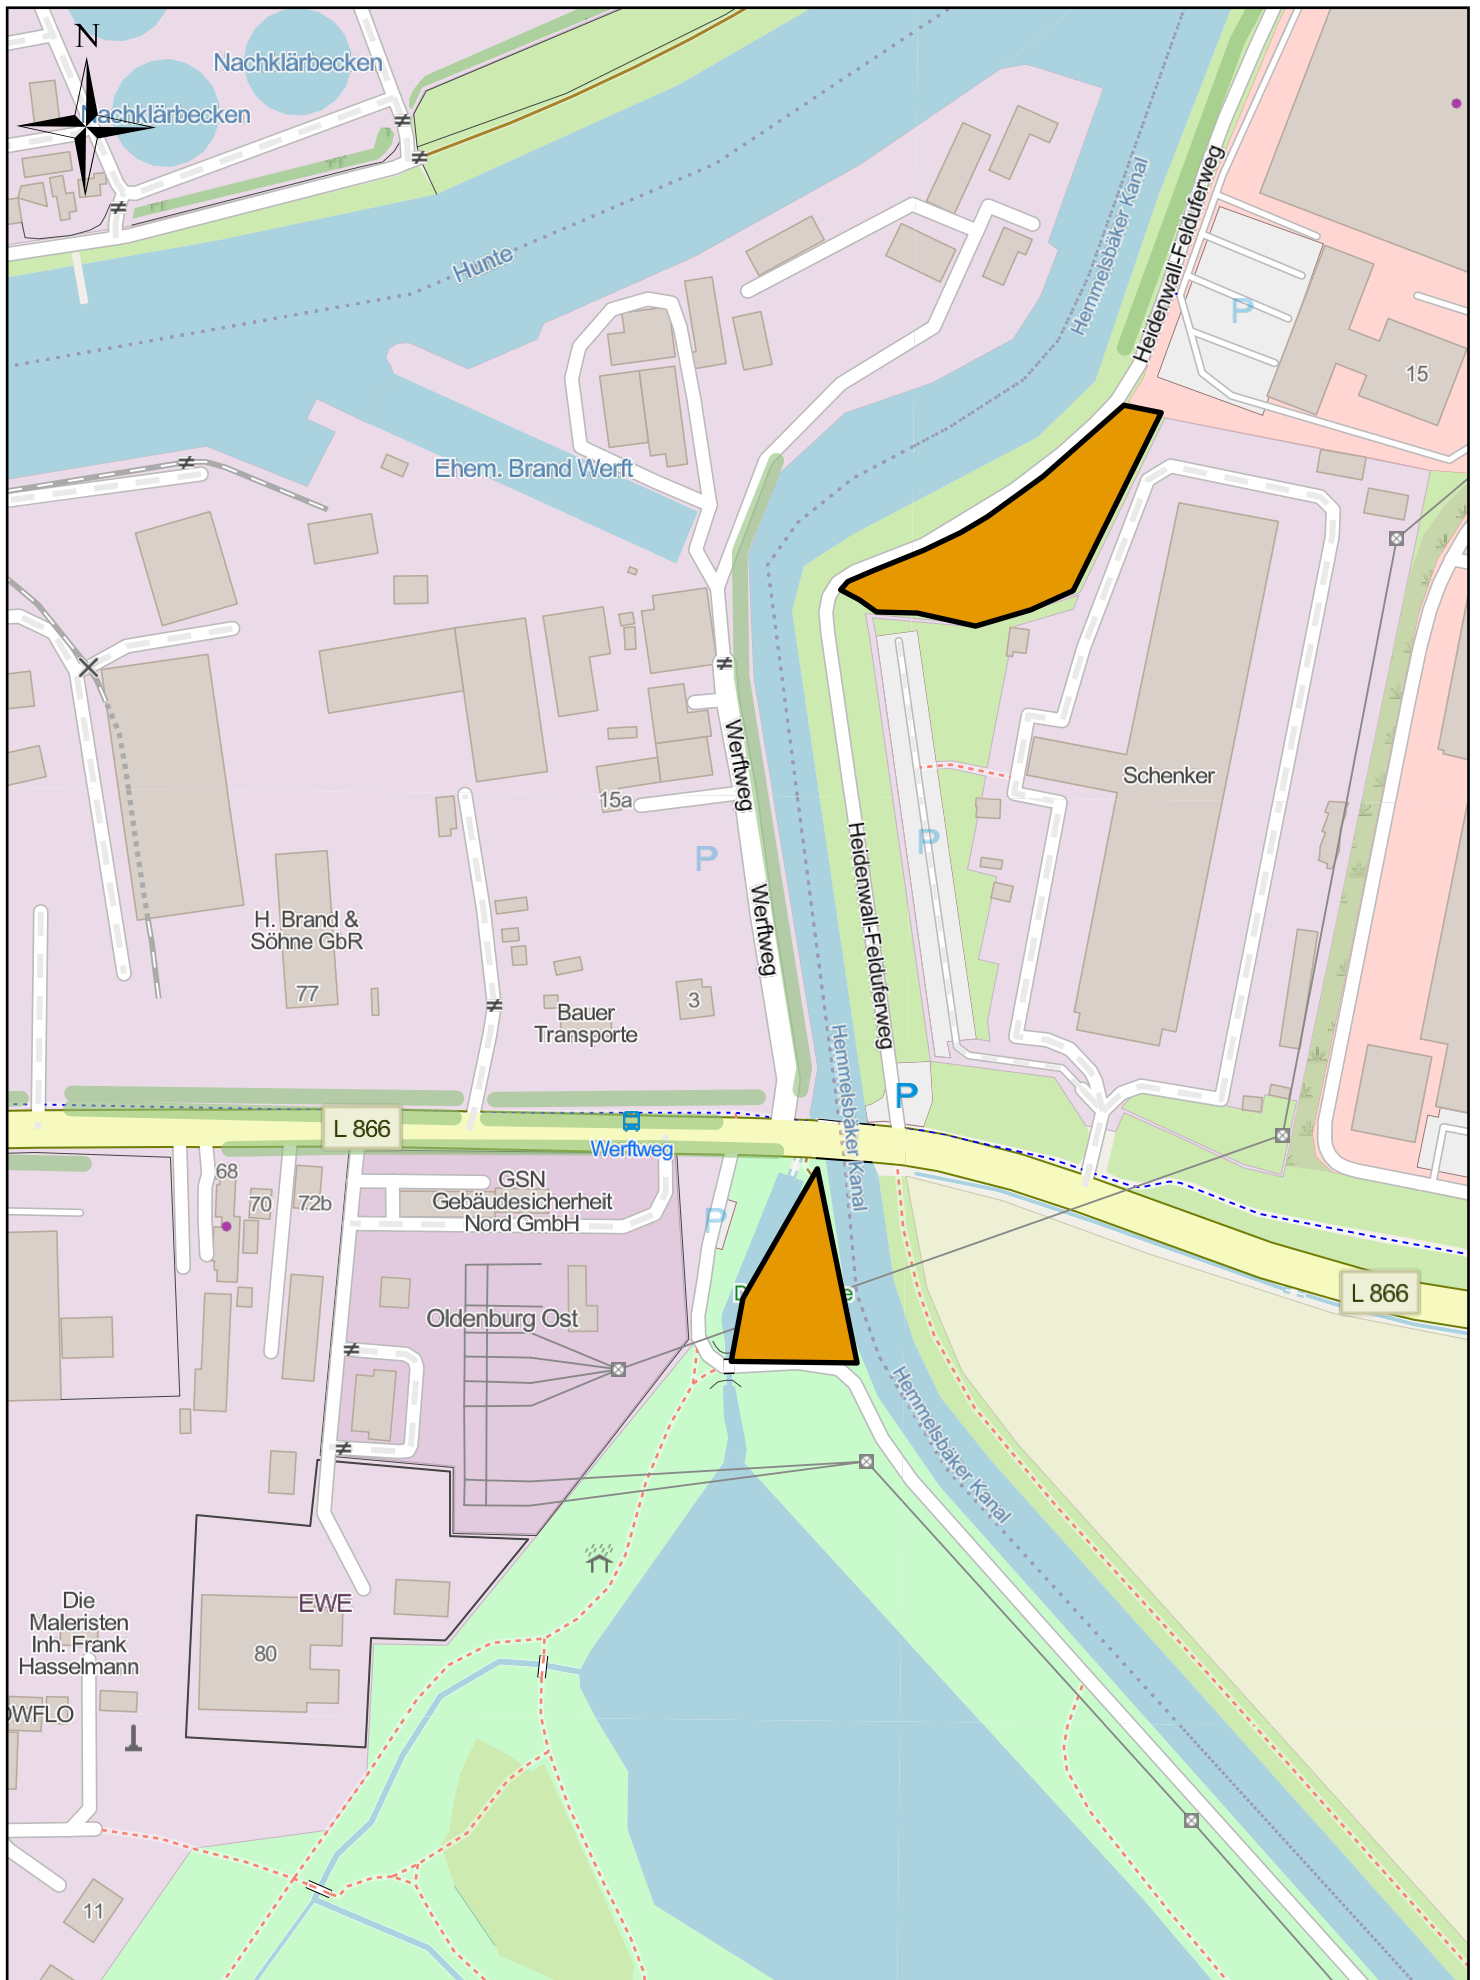 N
Nachklärbecken
Nachklärbecken
Hunte
Hemmelsbäker Kanal
Heidenwall-Felduferweg
P
15
Ehem. Brand Werft
Werftweg
Schenker
15a
P
P
Heidenwall-Felduferweg
Werftweg
H. Brand &
Söhne GbR
77
3
Bauer
Transporte
Hemmelsbäker Kanal
P
L 866
Werftweg
68
70
72b
GSN
Gebäudesicherheit
Nord GmbH
P
L 866
Oldenburg Ost
Hemmelsbäker Kanal
EWE
Die
Maleristen
Inh. Frank
Hasselmann
80
OWFLO
11